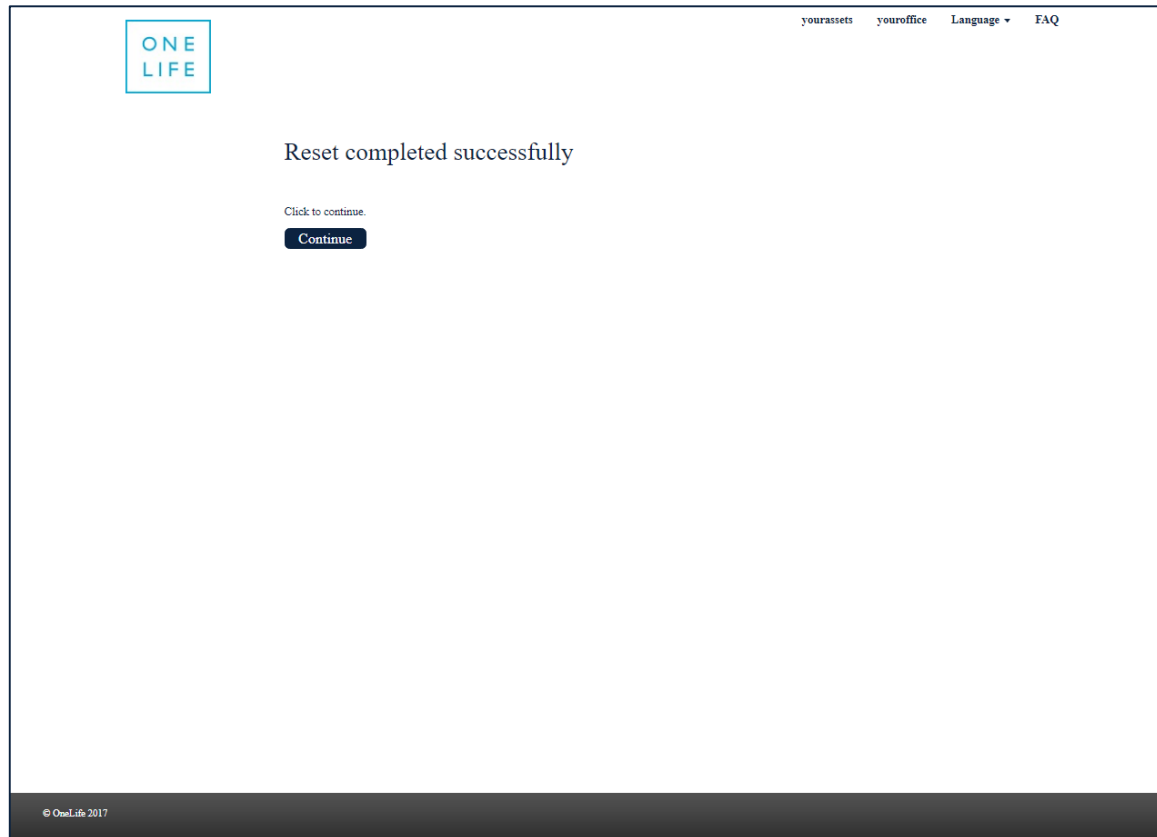 ONE
LIFE
yourassets youroffice Language FAQ
Reset completed successfully
Click to continue.
Continue
© OneLife 2017